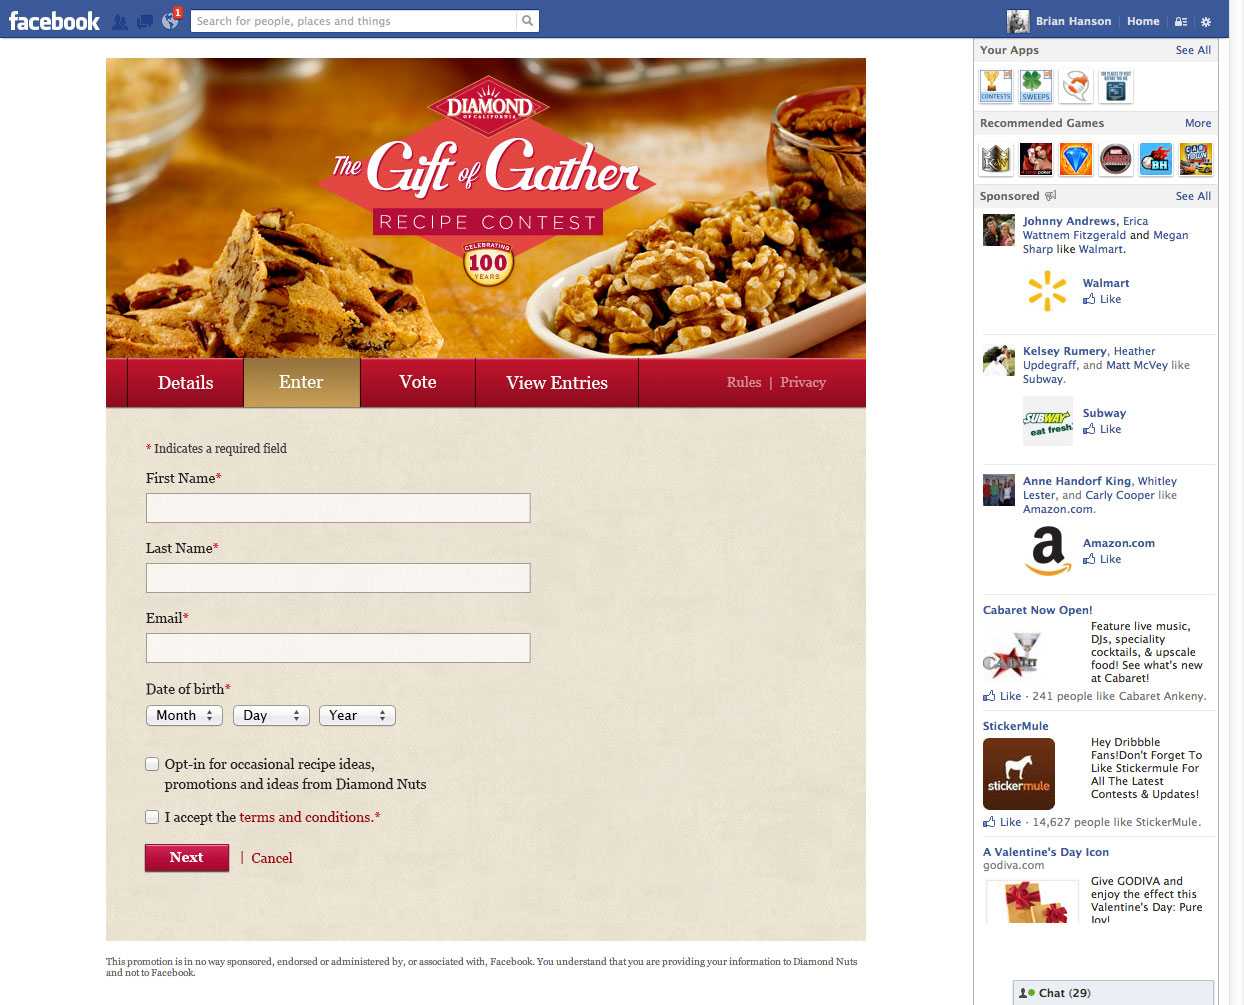 facebook
1
Search for people, places and things
Brian Hanson
Home
DIAMOND
OF CALIFORNIA
The Gift of Gather
RECIPE CONTEST
CELEBRATING
100
YEARS
Details
Enter
Vote
View Entries
Rules | Privacy
* Indicates a required field
First Name*
Last Name*
Email*
Date of birth*
Month
Day
Year
Opt-in for occasional recipe ideas,
promotions and ideas from Diamond Nuts
I accept the terms and conditions.*
Next
| Cancel
This promotion is in no way sponsored, endorsed or administered by, or associated with, Facebook. You understand that you are providing your information to Diamond Nuts
and not to Facebook.
Your Apps
See All
CONTESTS
SWEEPS
Recommended Games
More
BH
Sponsored
See All
Johnny Andrews, Erica
Wattnem Fitzgerald and Megan
Sharp like Walmart.
Walmart
Like
Kelsey Rumery, Heather
Updegraff, and Matt McVey like
Subway.
SUBWAY
eat fresh.
Subway
Like
Anne Handorf King, Whitley
Lester, and Carly Cooper like
Amazon.com.
a
Amazon.com
Like
Cabaret Now Open!
Feature live music,
DJs, speciality
cocktails, & upscale
food! See what's new
at Cabaret!
Like · 241 people like Cabaret Ankeny.
StickerMule
stickermule
Hey Dribbble
Fans!Don't Forget To
Like Stickermule For
All The Latest
Contests & Updates!
Like · 14,627 people like StickerMule.
A Valentine's Day Icon
godiva.com
Give GODIVA and
enjoy the effect this
Valentine's Day: Pure
Joy!
Chat (29)